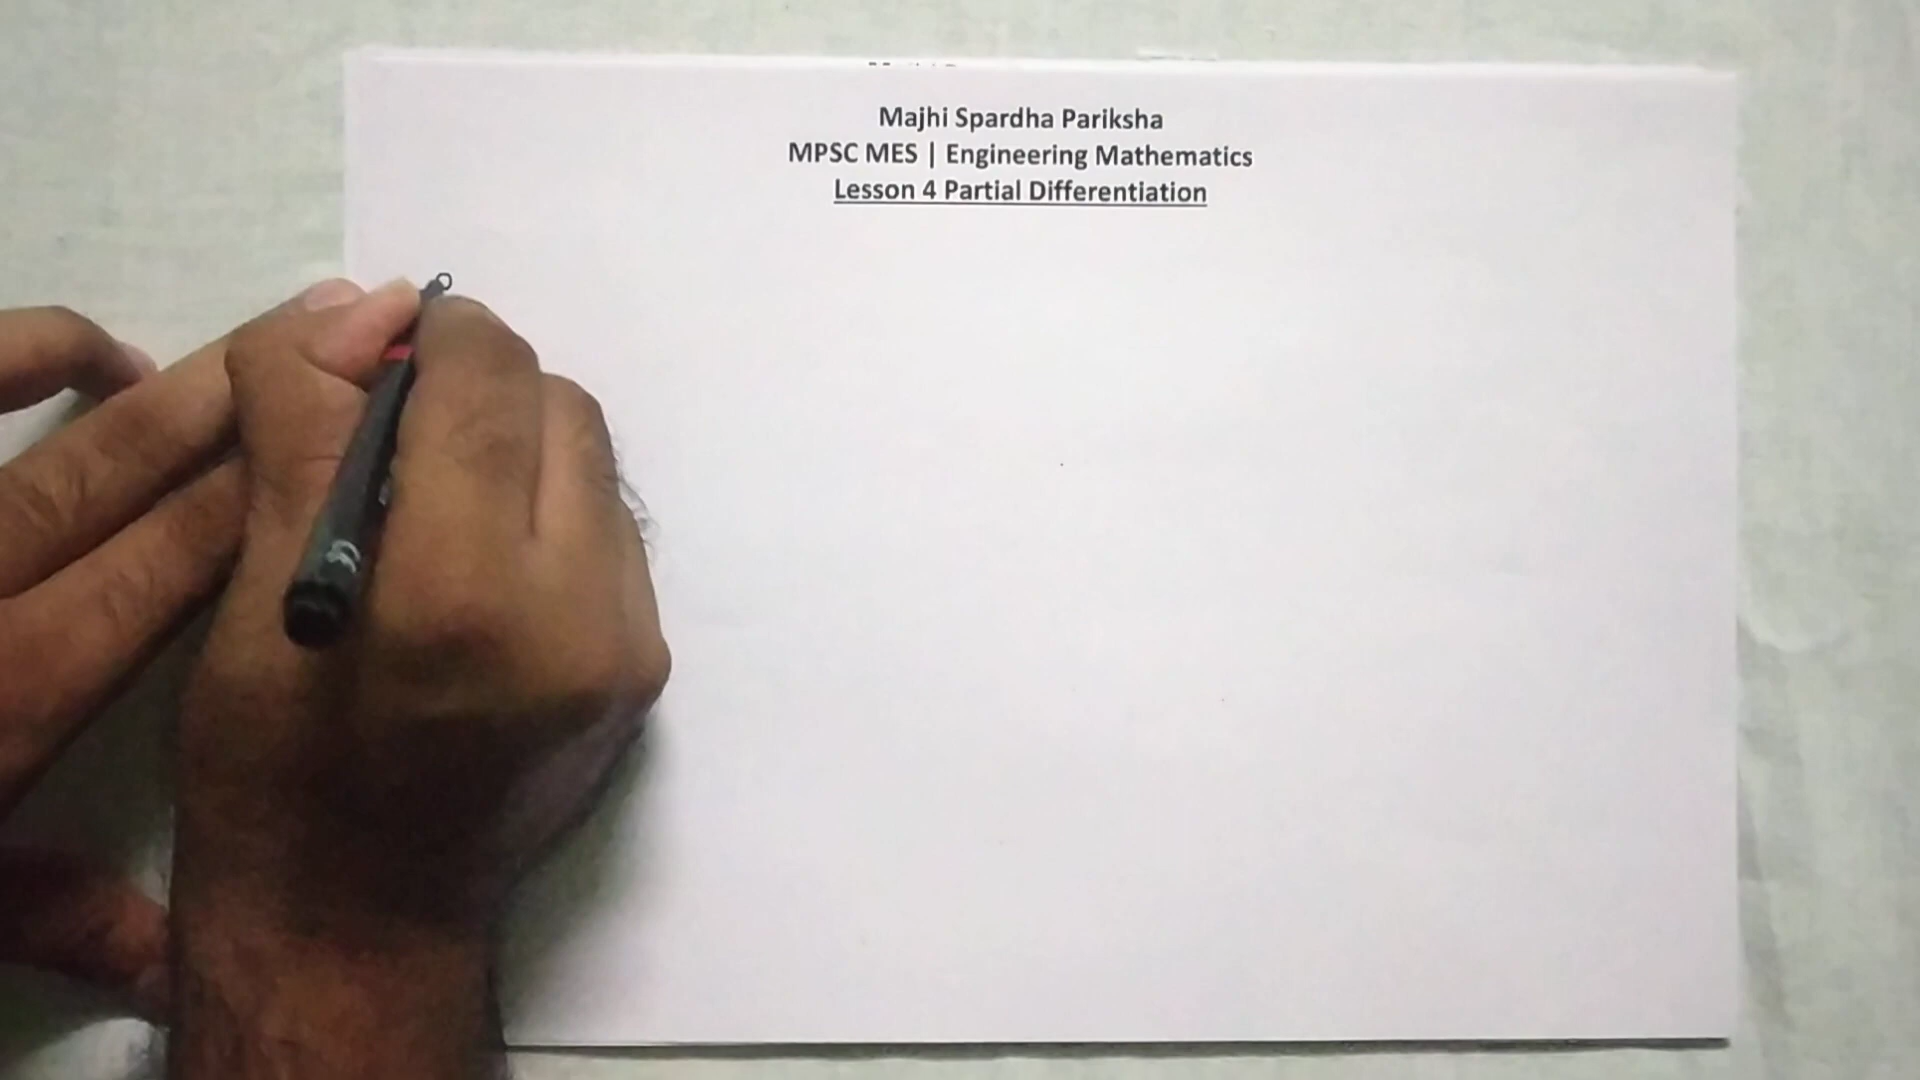 Majhi Spardha Pariksha
MPSC MES | Engineering Mathematics
Lesson 4 Partial Differentiation